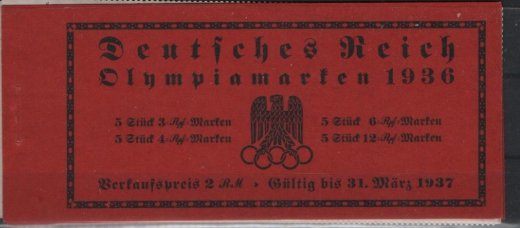 Deutſches Reich
Olympiamarken 1936
5 Stück 3-Rpf-Marken 5 Stück 6-Rpf-Marken
5 Stück 4-Rpf-Marken 5 Stück 12-Rpf-Marken
Verkaufspreis 2 RM • Gültig bis 31. März 1937